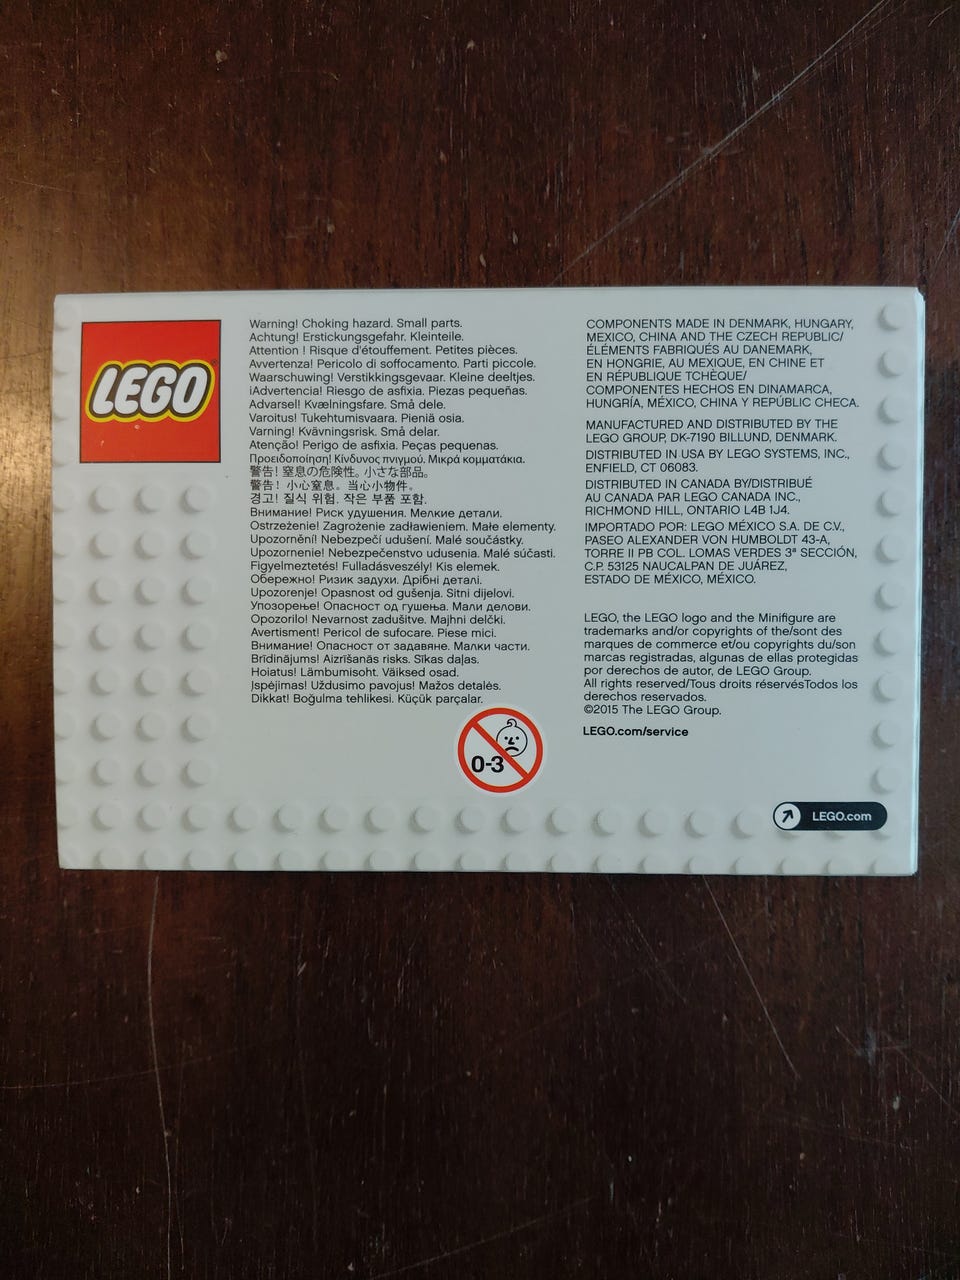 LEGO
Warning! Choking hazard. Small parts.
Achtung! Erstickungsgefahr. Kleinteile.
Attention ! Risque d'étouffement. Petites pièces.
Avvertenza! Pericolo di soffocamento. Parti piccole.
Waarschuwing! Verstikkingsgevaar. Kleine deeltjes.
¡Advertencia! Riesgo de asfixia. Piezas pequeñas.
Advarsel! Kvælningsfare. Små dele.
Varoitus! Tukehtumisvaara. Pieniä osia.
Varning! Kvävningsrisk. Små delar.
Atenção! Perigo de asfixia. Peças pequenas.
Προειδοποίηση! Κίνδυνος πνιγμού. Μικρά κομματάκια.
警告! 窒息の危険性。小さな部品。
警告! 小心窒息。当心小物件。
경고! 질식 위험. 작은 부품 포함.
Внимание! Риск удушения. Мелкие детали.
Ostrzeżenie! Zagrożenie zadławieniem. Małe elementy.
Upozornění! Nebezpečí udušení. Malé součástky.
Upozornenie! Nebezpečenstvo udusenia. Malé súčasti.
Figyelmeztetés! Fulladásveszély! Kis elemek.
Обережно! Ризик задухи. Дрібні деталі.
Upozorenje! Opasnost od gušenja. Sitni dijelovi.
Упозорење! Опасност од гушења. Мали делови.
Opozorilo! Nevarnost zadušitve. Majhni delčki.
Avertisment! Pericol de sufocare. Piese mici.
Внимание! Опасност от задавяне. Малки части.
Brīdinājums! Aizrīšanās risks. Sīkas daļas.
Hoiatus! Lämbumisoht. Väiksed osad.
Įspėjimas! Uždusimo pavojus! Mažos detalės.
Dikkat! Boğulma tehlikesi. Küçük parçalar.
0-3
COMPONENTS MADE IN DENMARK, HUNGARY,
MEXICO, CHINA AND THE CZECH REPUBLIC/
ÉLÉMENTS FABRIQUÉS AU DANEMARK,
EN HONGRIE, AU MEXIQUE, EN CHINE ET
EN RÉPUBLIQUE TCHÈQUE/
COMPONENTES HECHOS EN DINAMARCA,
HUNGRÍA, MÉXICO, CHINA Y REPÚBLIC CHECA.
MANUFACTURED AND DISTRIBUTED BY THE
LEGO GROUP, DK-7190 BILLUND, DENMARK.
DISTRIBUTED IN USA BY LEGO SYSTEMS, INC.,
ENFIELD, CT 06083.
DISTRIBUTED IN CANADA BY/DISTRIBUÉ
AU CANADA PAR LEGO CANADA INC.,
RICHMOND HILL, ONTARIO L4B 1J4.
IMPORTADO POR: LEGO MÉXICO S.A. DE C.V.,
PASEO ALEXANDER VON HUMBOLDT 43-A,
TORRE II PB COL. LOMAS VERDES 3ª SECCIÓN,
C.P. 53125 NAUCALPAN DE JUÁREZ,
ESTADO DE MÉXICO, MÉXICO.
LEGO, the LEGO logo and the Minifigure are
trademarks and/or copyrights of the/sont des
marques de commerce et/ou copyrights du/son
marcas registradas, algunas de ellas protegidas
por derechos de autor, de LEGO Group.
All rights reserved/Tous droits réservésTodos los
derechos reservados.
©2015 The LEGO Group.
LEGO.com/service
LEGO.com